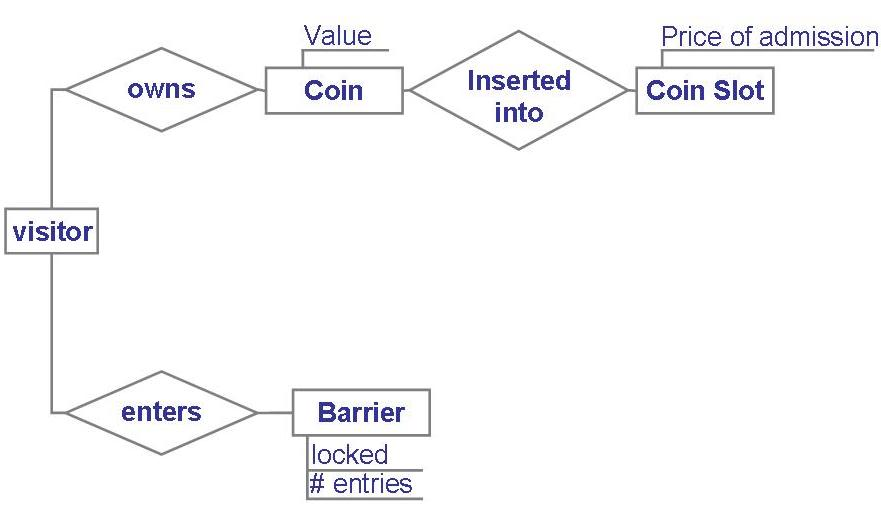 Value
Price of admission
owns
Coin
Inserted
into
Coin Slot
visitor
enters
Barrier
locked
# entries